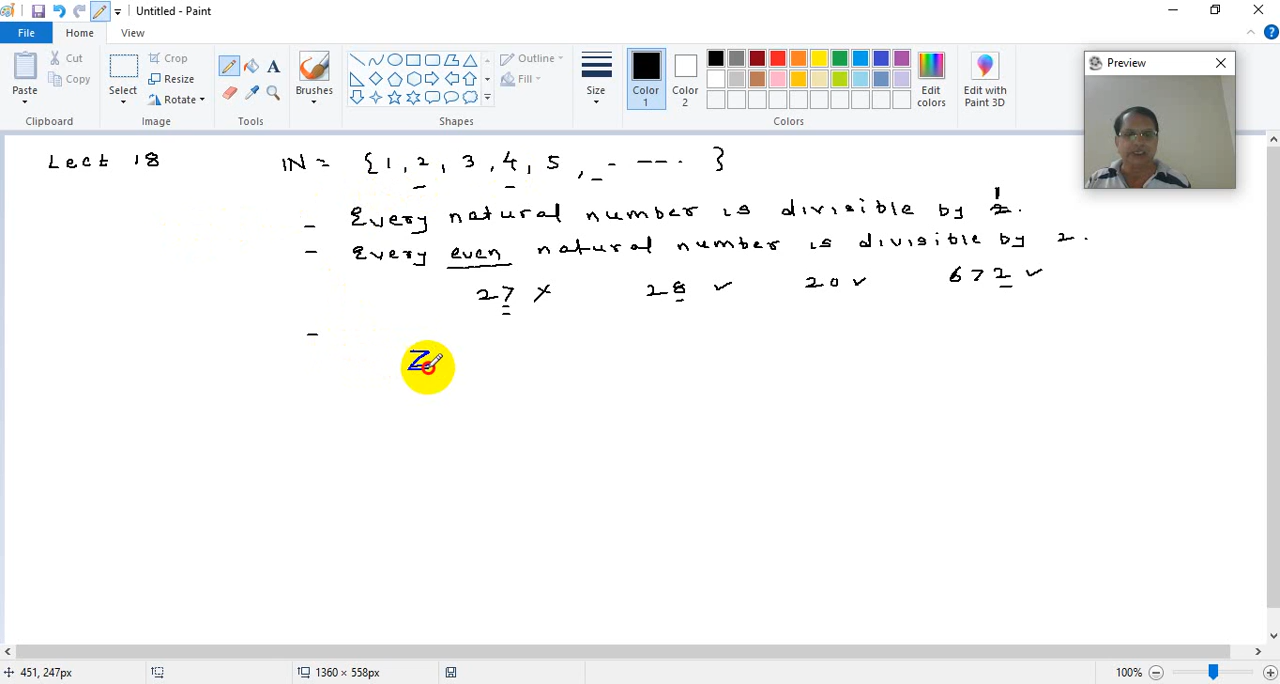 Untitled - Paint
File Home View
Paste Cut Copy Select Crop Resize Rotate Brushes Outline Fill Size Color 1 Color 2 Edit colors Edit with Paint 3D
Clipboard Image Tools Shapes Colors
Preview
Lect 18 IN = {1, 2, 3, 4, 5, - - - - . }
- Every natural number is divisible by 1.
- Every even natural number is divisible by 2.
27 × 28 ✓ 20 ✓ 672 ✓
-
451, 247px 1360 × 558px 100%